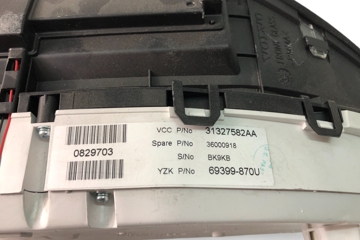 VCC P/No 31327582AA
Spare P/No 36000918
S/No BK9KB
YZK P/No 69399-870U
0829703